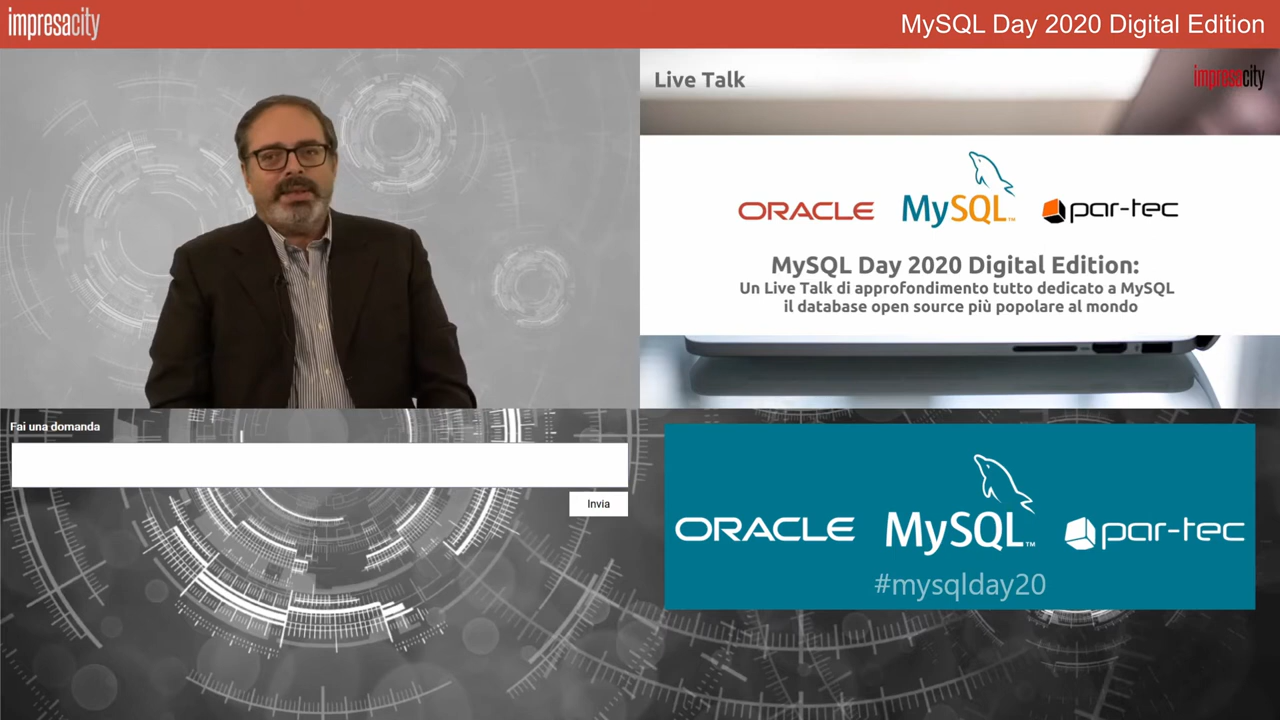 impresacity
MySQL Day 2020 Digital Edition
Live Talk
impresacity
ORACLE
MySQL™
par-tec
MySQL Day 2020 Digital Edition:
Un Live Talk di approfondimento tutto dedicato a MySQL
il database open source più popolare al mondo
Fai una domanda
Invia
ORACLE
MySQL™
par-tec
#mysqlday20